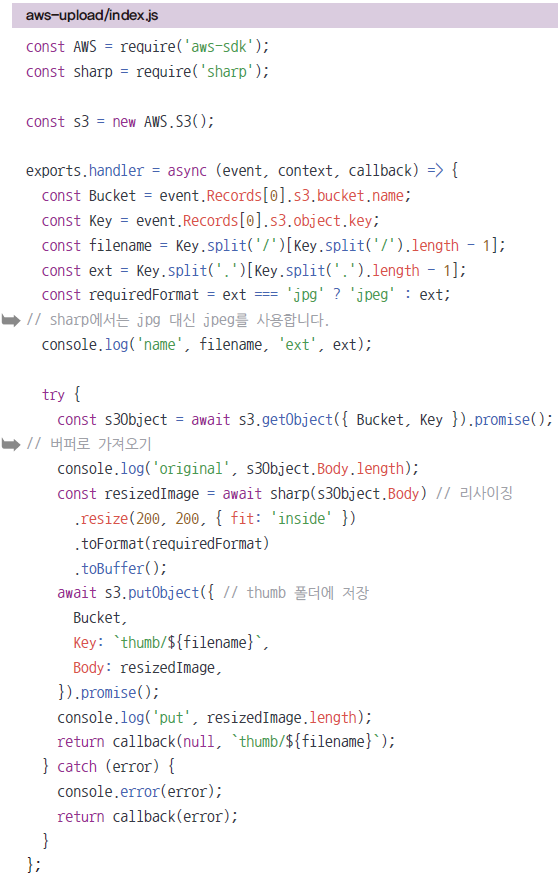 aws-upload/index.js
const AWS = require('aws-sdk');
const sharp = require('sharp');
const s3 = new AWS.S3();
exports.handler = async (event, context, callback) => {
  const Bucket = event.Records[0].s3.bucket.name;
  const Key = event.Records[0].s3.object.key;
  const filename = Key.split('/')[Key.split('/').length - 1];
  const ext = Key.split('.')[Key.split('.').length - 1];
  const requiredFormat = ext === 'jpg' ? 'jpeg' : ext;
// sharp에서는 jpg 대신 jpeg를 사용합니다.
  console.log('name', filename, 'ext', ext);
  try {
    const s3Object = await s3.getObject({ Bucket, Key }).promise();
// 버퍼로 가져오기
    console.log('original', s3Object.Body.length);
    const resizedImage = await sharp(s3Object.Body) // 리사이징
      .resize(200, 200, { fit: 'inside' })
      .toFormat(requiredFormat)
      .toBuffer();
    await s3.putObject({ // thumb 폴더에 저장
      Bucket,
      Key: `thumb/${filename}`,
      Body: resizedImage,
    }).promise();
    console.log('put', resizedImage.length);
    return callback(null, `thumb/${filename}`);
  } catch (error) {
    console.error(error);
    return callback(error);
  }
};